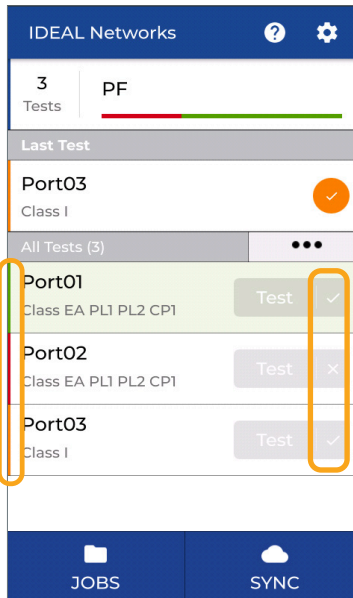 IDEAL Networks
3
Tests
PF
Last Test
Port03
Class I
All Tests (3)
Port01
Class EA PL1 PL2 CP1
Test
Port02
Class EA PL1 PL2 CP1
Test
Port03
Class I
Test
JOBS
SYNC